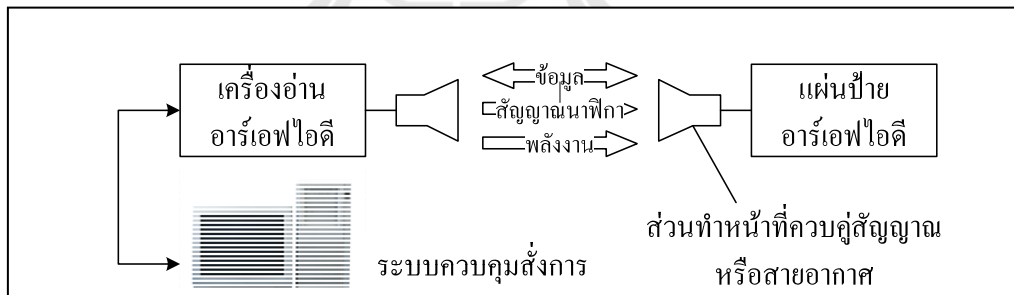 เครื่องอ่าน
อาร์เอฟไอดี
ข้อมูล
สัญญาณนาฬิกา
พลังงาน
แผ่นป้าย
อาร์เอฟไอดี
ส่วนทำหน้าที่ควบคู่สัญญาณ
หรือสายอากาศ
ระบบควบคุมสั่งการ